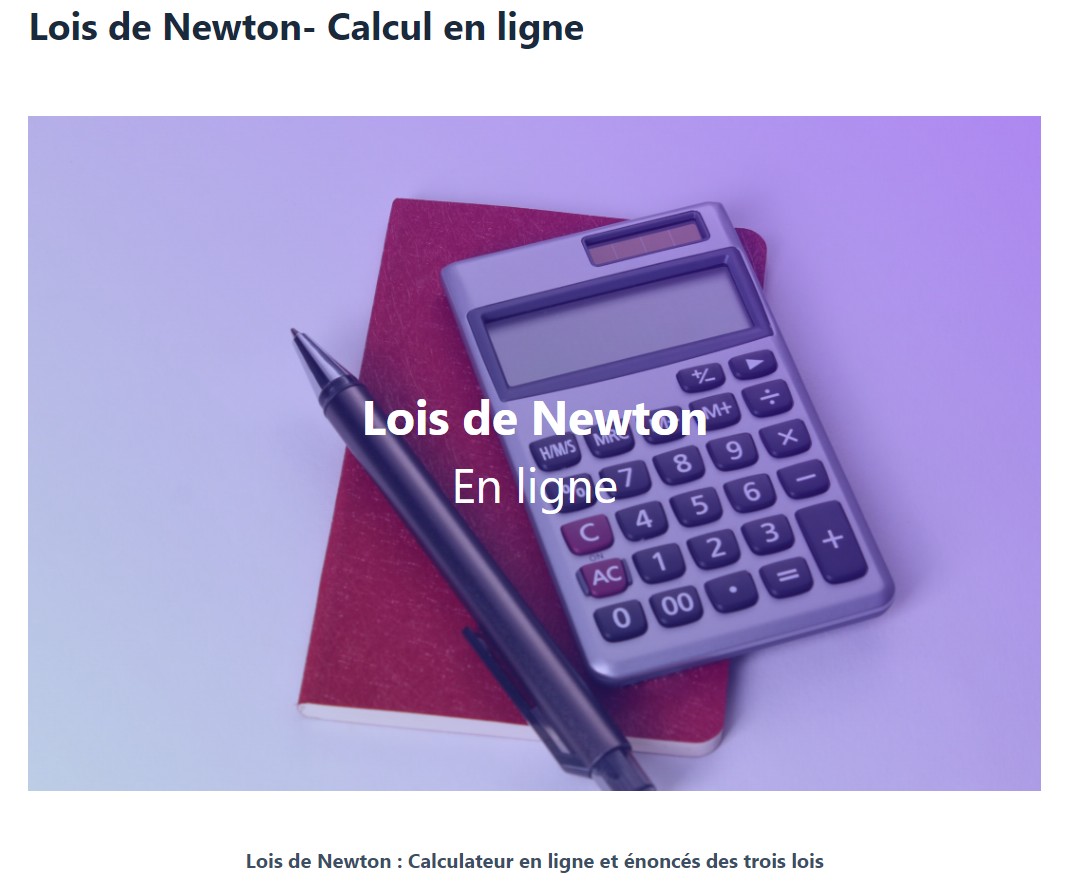 Lois de Newton- Calcul en ligne
Lois de Newton
En ligne
+/- ▶
H/M/S M+ ÷
7 8 9 ×
C 4 5 6 −
ON
AC 1 2 3 +
0 00 . =
Lois de Newton : Calculateur en ligne et énoncés des trois lois